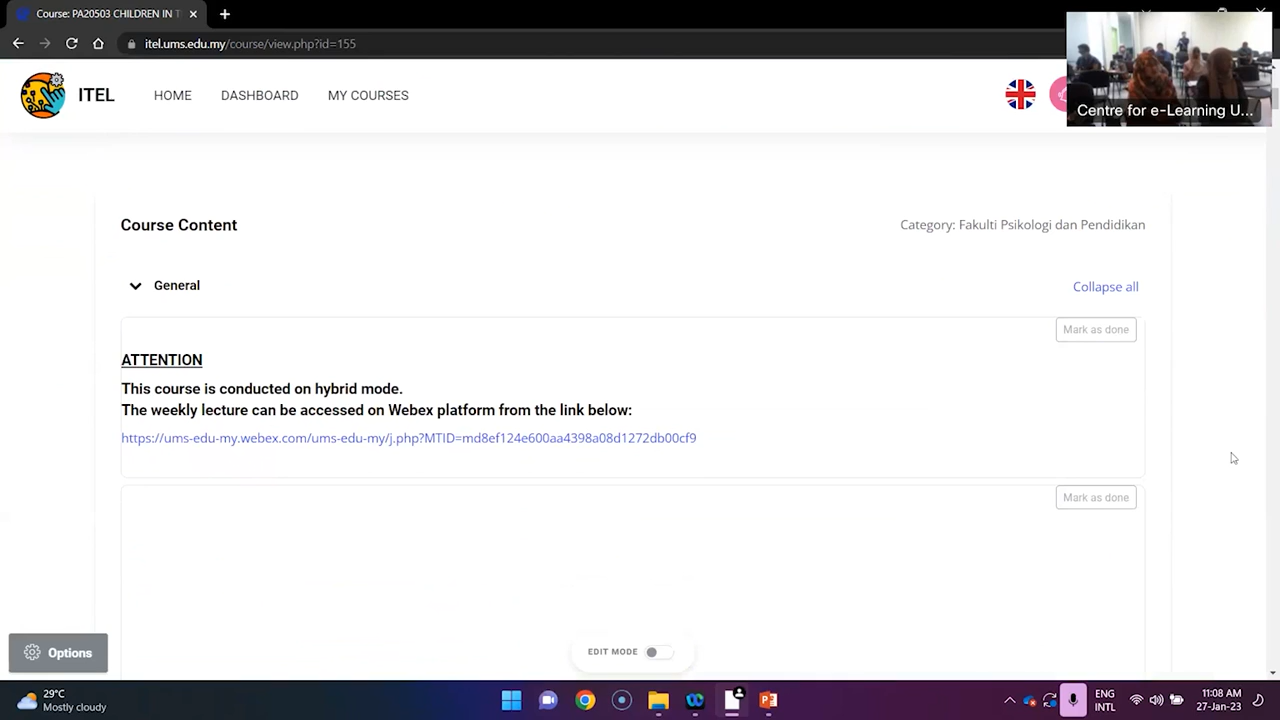 Course: PA20503 CHILDREN IN T
itel.ums.edu.my/course/view.php?id=155
ITEL
HOME
DASHBOARD
MY COURSES
Centre for e-Learning U...
Course Content
Category: Fakulti Psikologi dan Pendidikan
General
Collapse all
Mark as done
ATTENTION
This course is conducted on hybrid mode.
The weekly lecture can be accessed on Webex platform from the link below:
https://ums-edu-my.webex.com/ums-edu-my/j.php?MTID=md8ef124e600aa4398a08d1272db00cf9
Mark as done
Options
EDIT MODE
29°C
Mostly cloudy
ENG
INTL
11:08 AM
27-Jan-23